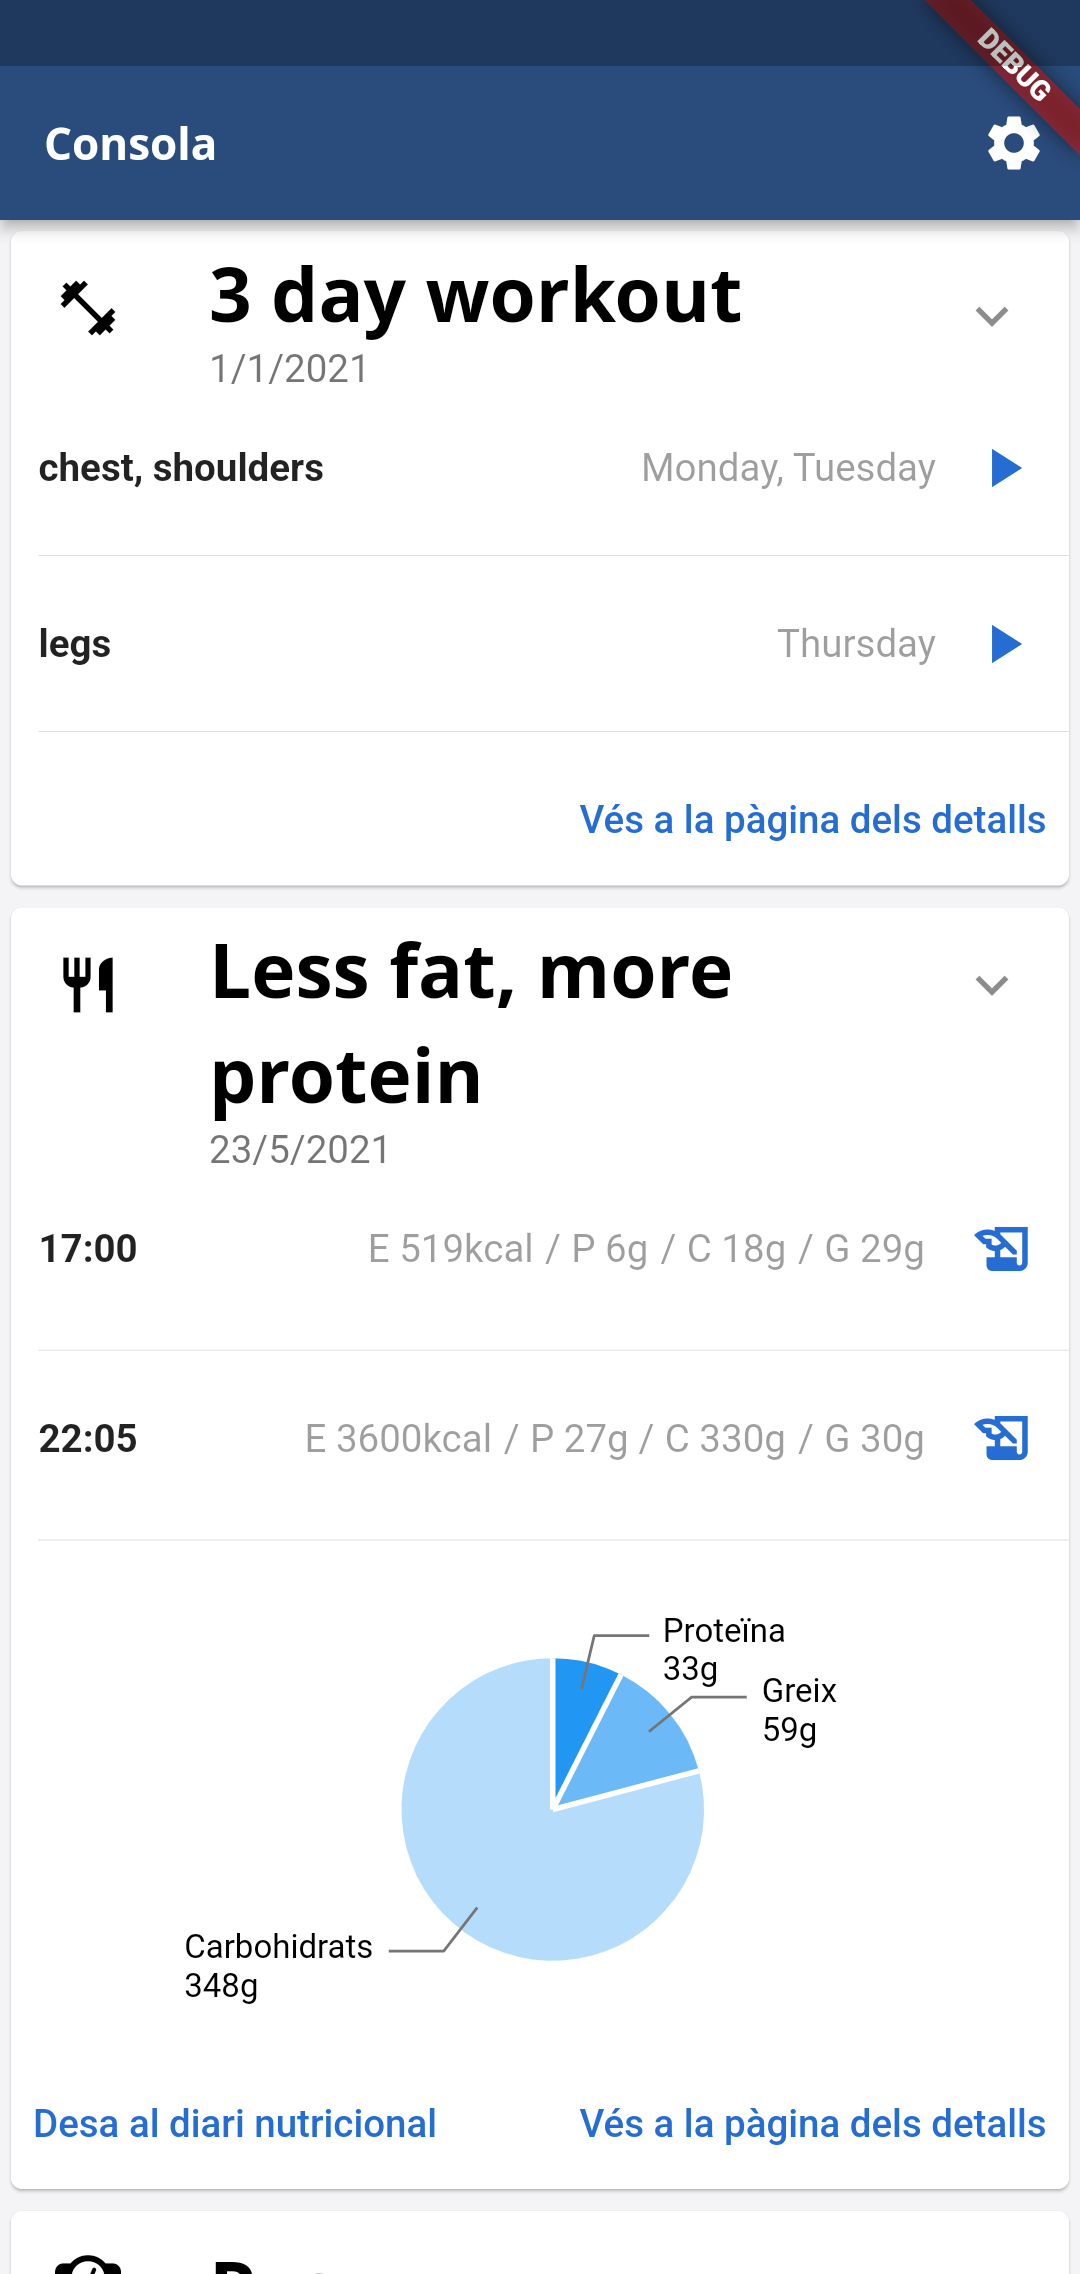 DEBUG
Consola
3 day workout
1/1/2021
chest, shoulders Monday, Tuesday
legs Thursday
Vés a la pàgina dels detalls
Less fat, more
protein
23/5/2021
17:00 E 519kcal / P 6g / C 18g / G 29g
22:05 E 3600kcal / P 27g / C 330g / G 30g
Proteïna
33g
Greix
59g
Carbohidrats
348g
Desa al diari nutricional Vés a la pàgina dels detalls